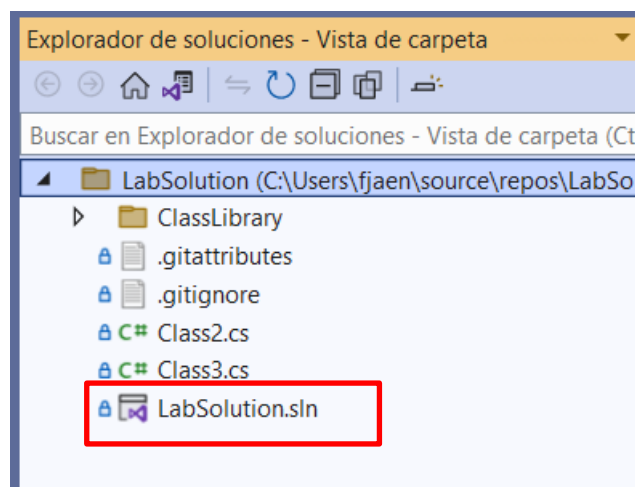 Explorador de soluciones - Vista de carpeta
Buscar en Explorador de soluciones - Vista de carpeta (Ct
LabSolution (C:\Users\fjaen\source\repos\LabSo
ClassLibrary
.gitattributes
.gitignore
C# Class2.cs
C# Class3.cs
LabSolution.sln